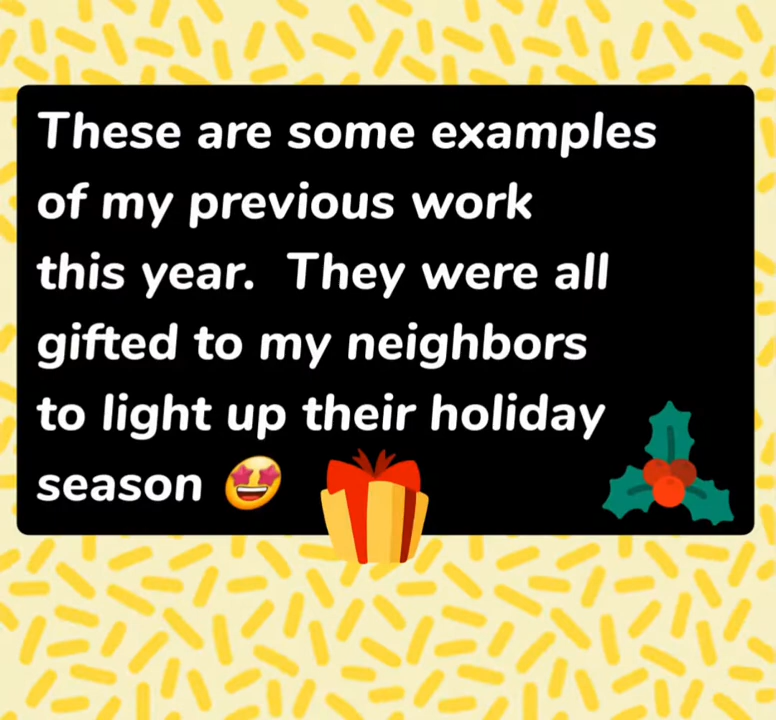 These are some examples
of my previous work
this year.  They were all
gifted to my neighbors
to light up their holiday
season 🤩